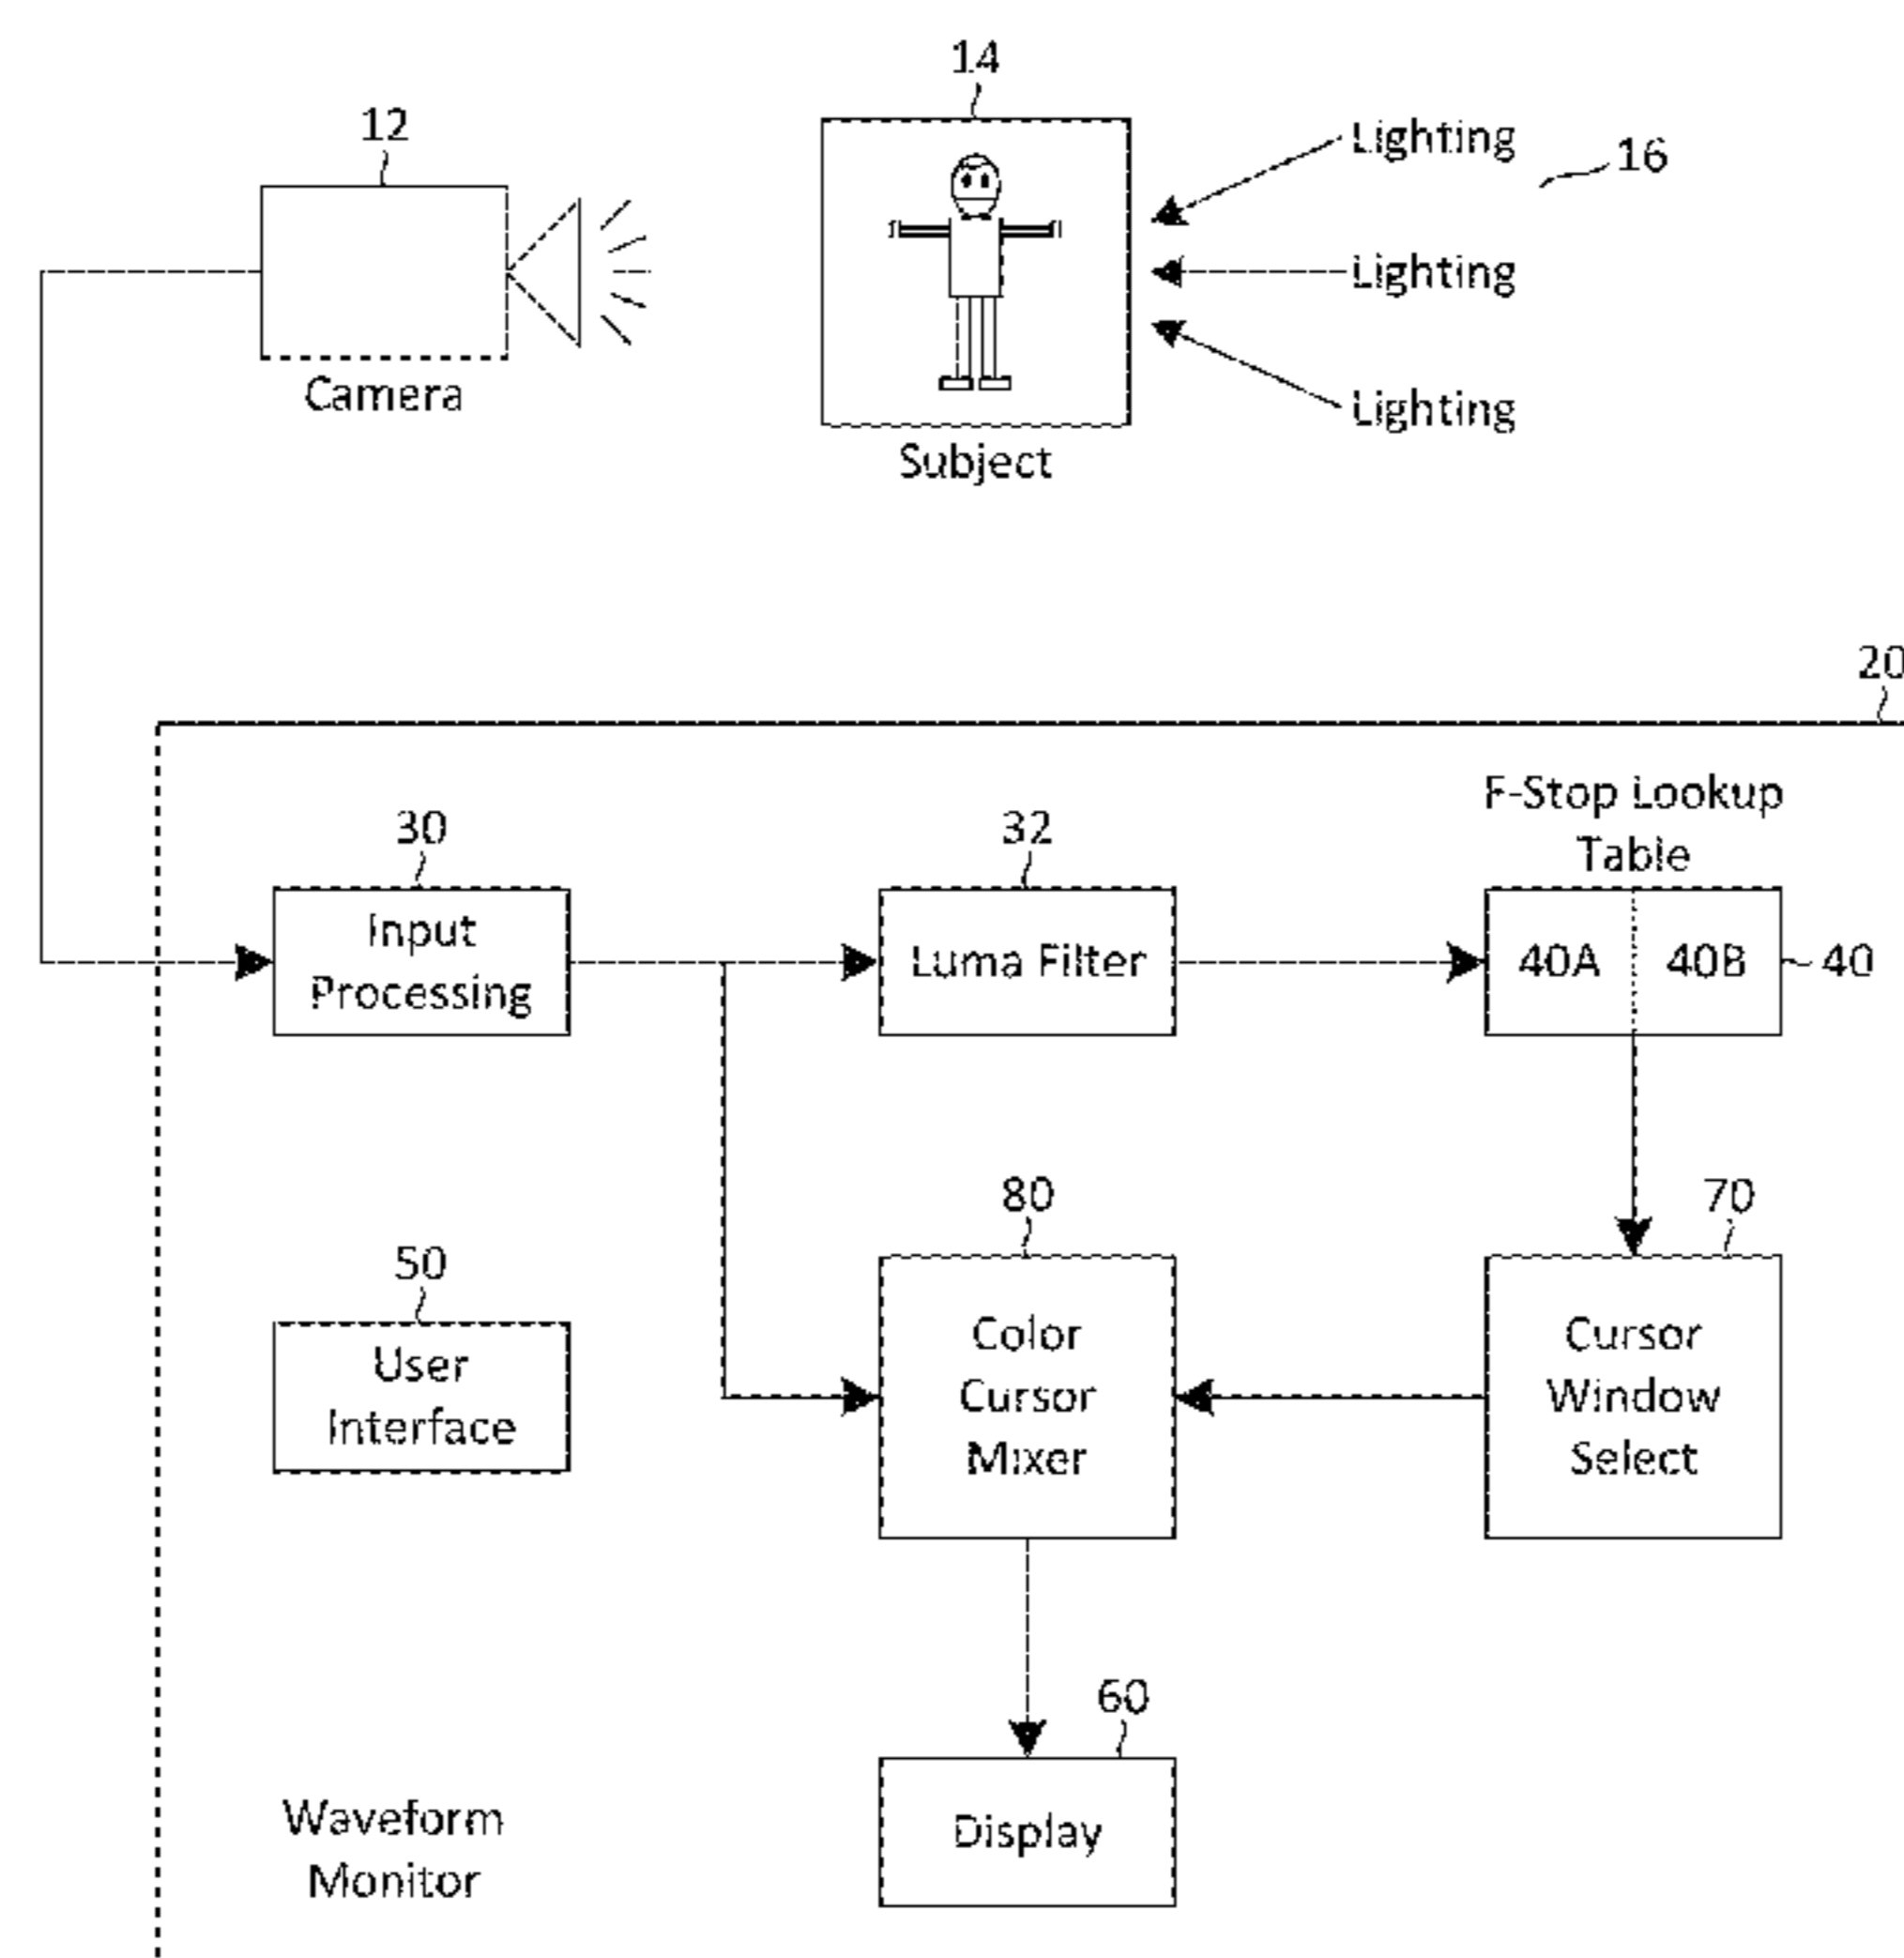 14
12
Lighting
16
Lighting
Camera
Lighting
Subject
20
F-Stop Lookup
Table
30
32
Input
Processing
Luma Filter
40A
40B
40
80
70
50
User
Interface
Color
Cursor
Mixer
Cursor
Window
Select
60
Display
Waveform
Monitor